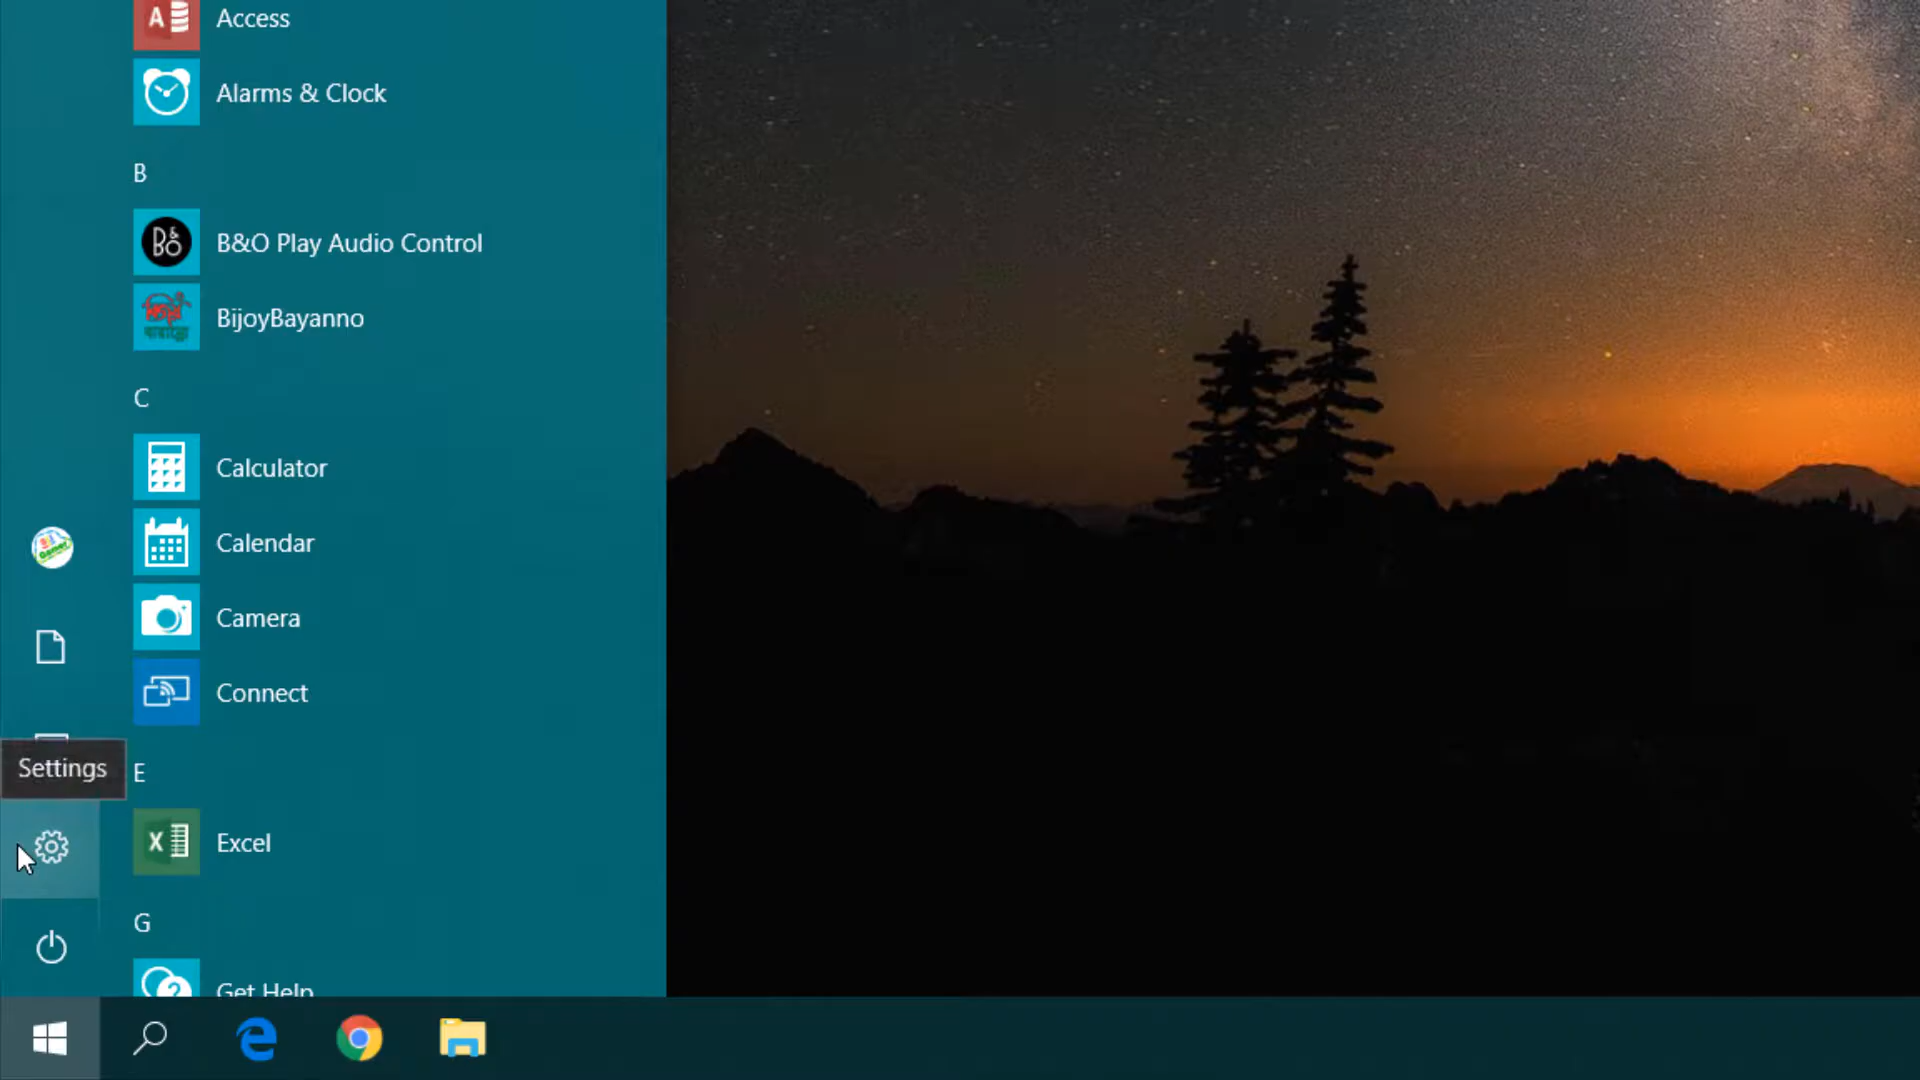 Access
Alarms & Clock
B
B&O Play Audio Control
BijoyBayanno
C
Calculator
Calendar
Camera
Connect
Settings
E
Excel
G
Get Help